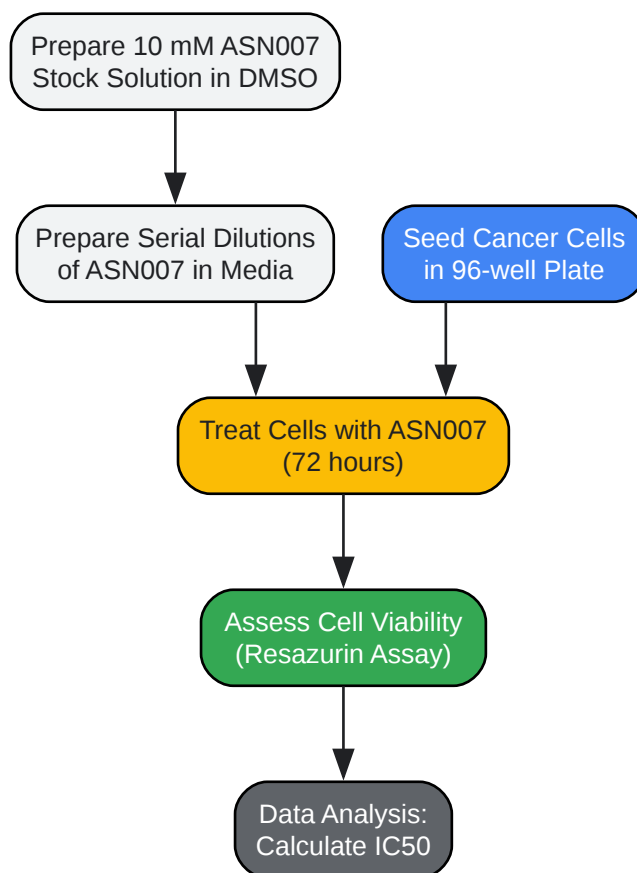 Prepare 10 mM ASN007
Stock Solution in DMSO
Prepare Serial Dilutions
of ASN007 in Media
Seed Cancer Cells
in 96-well Plate
Treat Cells with ASN007
(72 hours)
Assess Cell Viability
(Resazurin Assay)
Data Analysis:
Calculate IC50